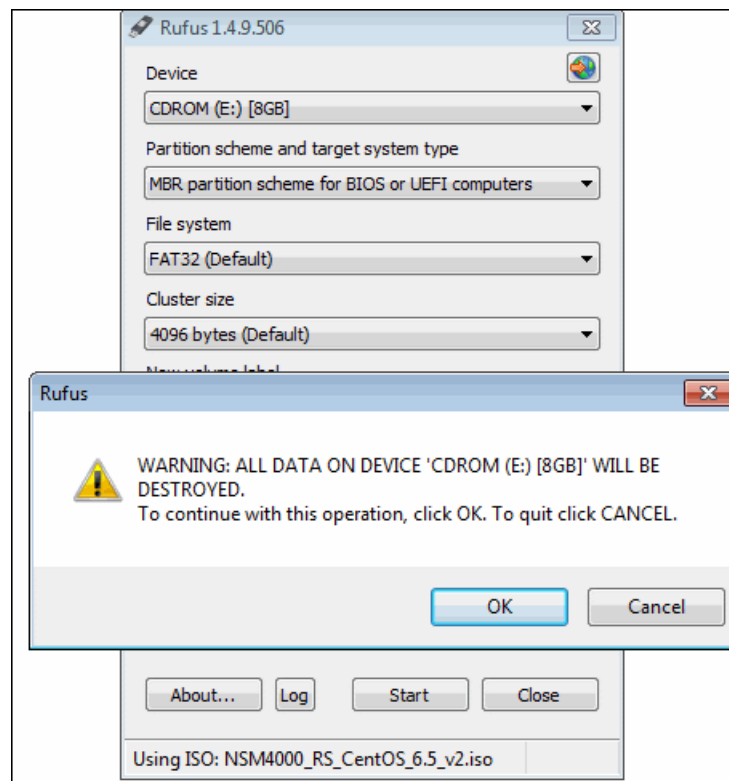 Rufus 1.4.9.506
Device
CDROM (E:) [8GB]
Partition scheme and target system type
MBR partition scheme for BIOS or UEFI computers
File system
FAT32 (Default)
Cluster size
4096 bytes (Default)
New volume label
Rufus
WARNING: ALL DATA ON DEVICE 'CDROM (E:) [8GB]' WILL BE
DESTROYED.
To continue with this operation, click OK. To quit click CANCEL.
OK Cancel
About... Log Start Close
Using ISO: NSM4000_RS_CentOS_6.5_v2.iso